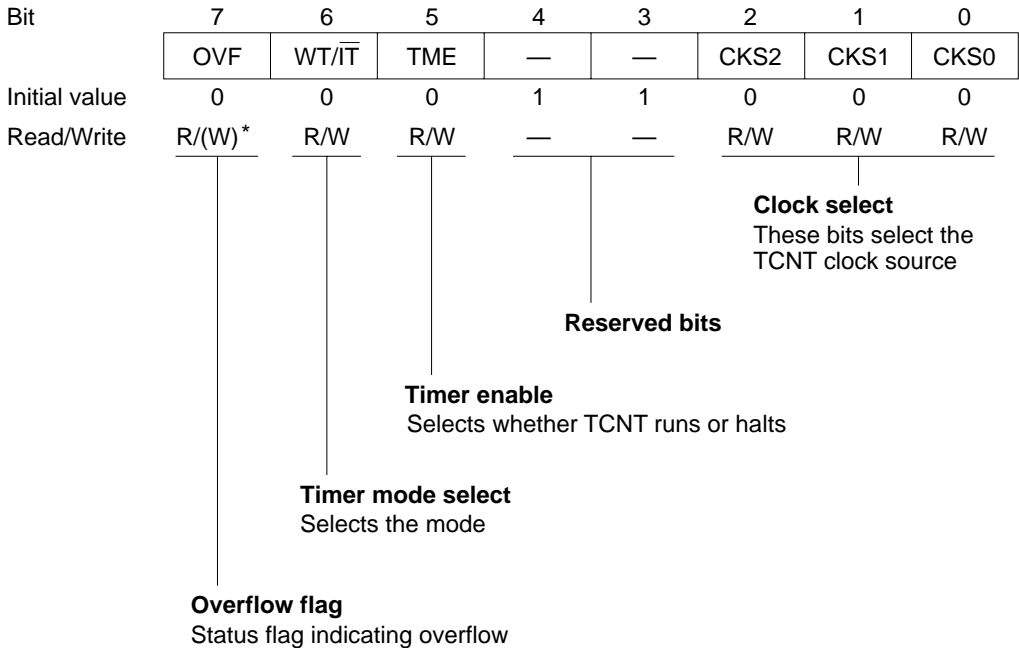 Bit 7 6 5 4 3 2 1 0
OVF WT/I̅T̅ TME — — CKS2 CKS1 CKS0
Initial value 0 0 0 1 1 0 0 0
Read/Write R/(W)* R/W R/W — — R/W R/W R/W
Clock select
These bits select the
TCNT clock source
Reserved bits
Timer enable
Selects whether TCNT runs or halts
Timer mode select
Selects the mode
Overflow flag
Status flag indicating overflow